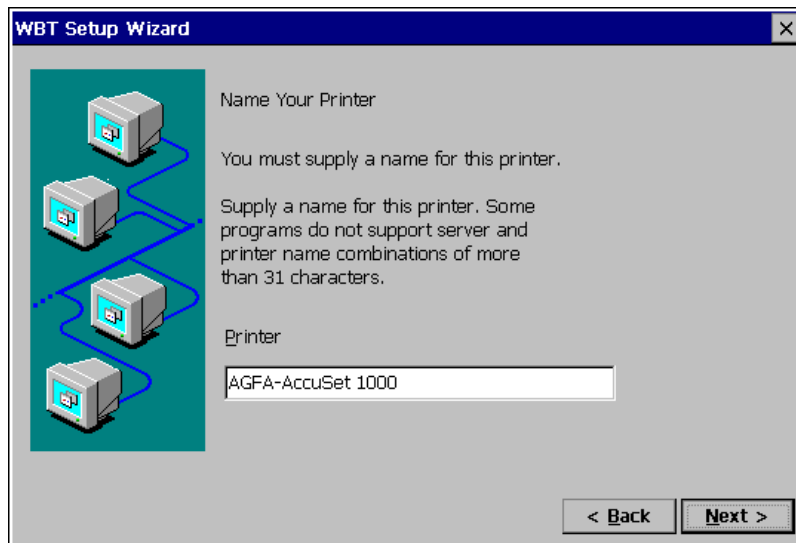 WBT Setup Wizard
Name Your Printer
You must supply a name for this printer.
Supply a name for this printer. Some
programs do not support server and
printer name combinations of more
than 31 characters.
Printer
AGFA-AccuSet 1000
< Back
Next >